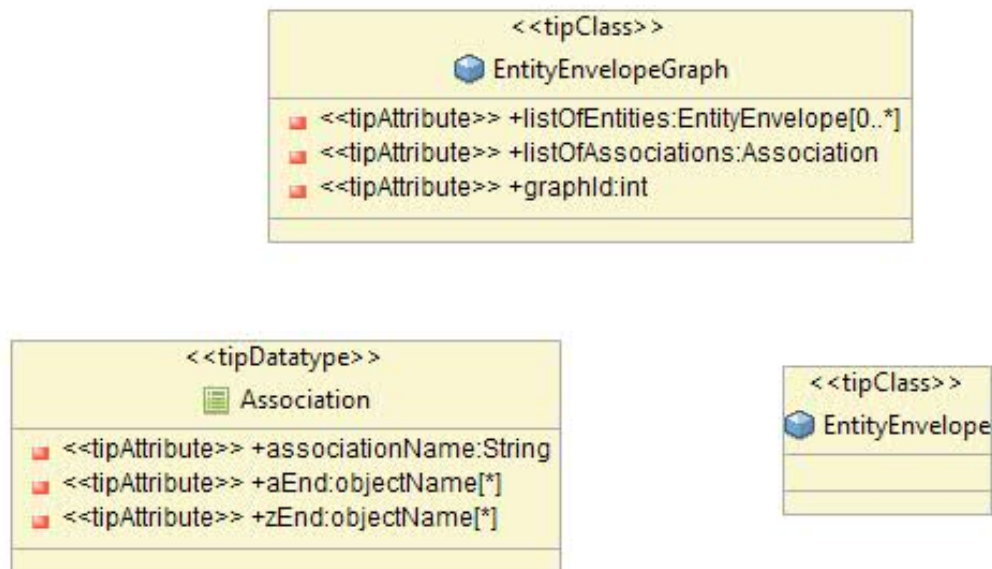 <<tipClass>>
EntityEnvelopeGraph
<<tipAttribute>> +listOfEntities:EntityEnvelope[0..*]
<<tipAttribute>> +listOfAssociations:Association
<<tipAttribute>> +graphId:int
<<tipDatatype>>
Association
<<tipAttribute>> +associationName:String
<<tipAttribute>> +aEnd:objectName[*]
<<tipAttribute>> +zEnd:objectName[*]
<<tipClass>>
EntityEnvelope